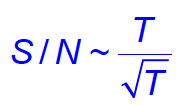 S / N ~ T / √T